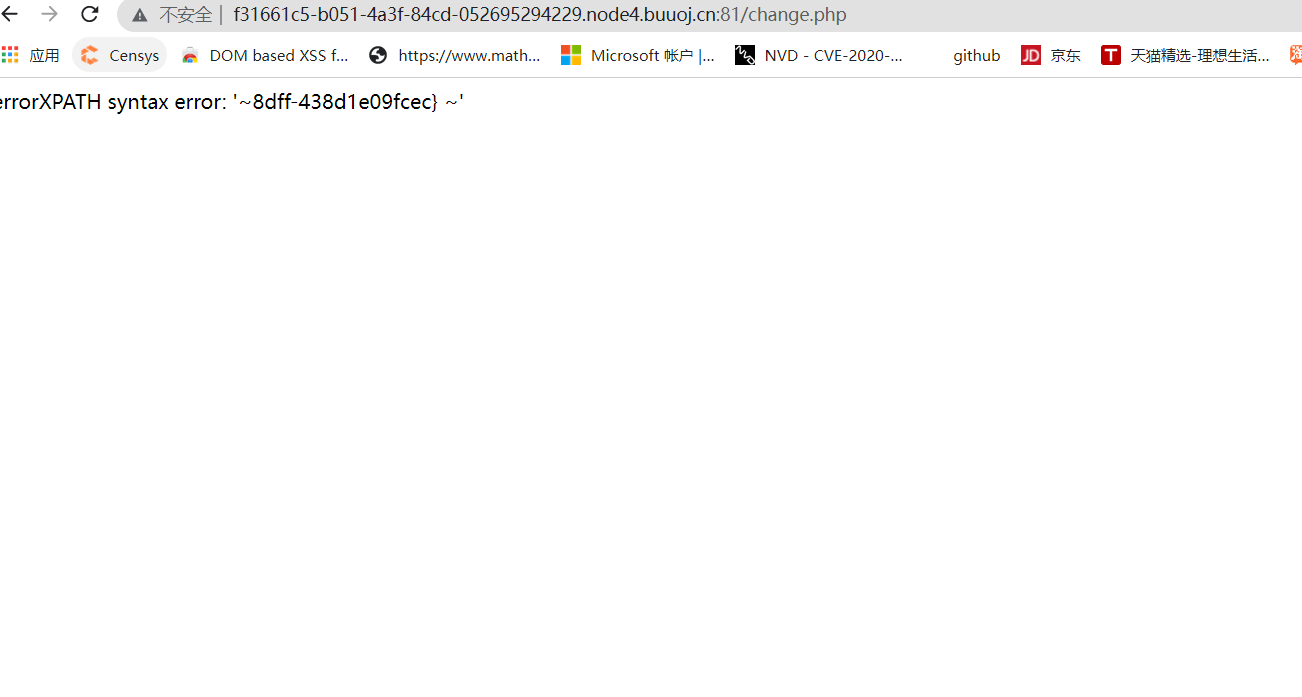 不安全 | f31661c5-b051-4a3f-84cd-052695294229.node4.buuoj.cn:81/change.php
应用 Censys DOM based XSS f... https://www.math... Microsoft 帐户 |... NVD - CVE-2020-... github JD 京东 T 天猫精选-理想生活...
errorXPATH syntax error: '~8dff-438d1e09fcec} ~'